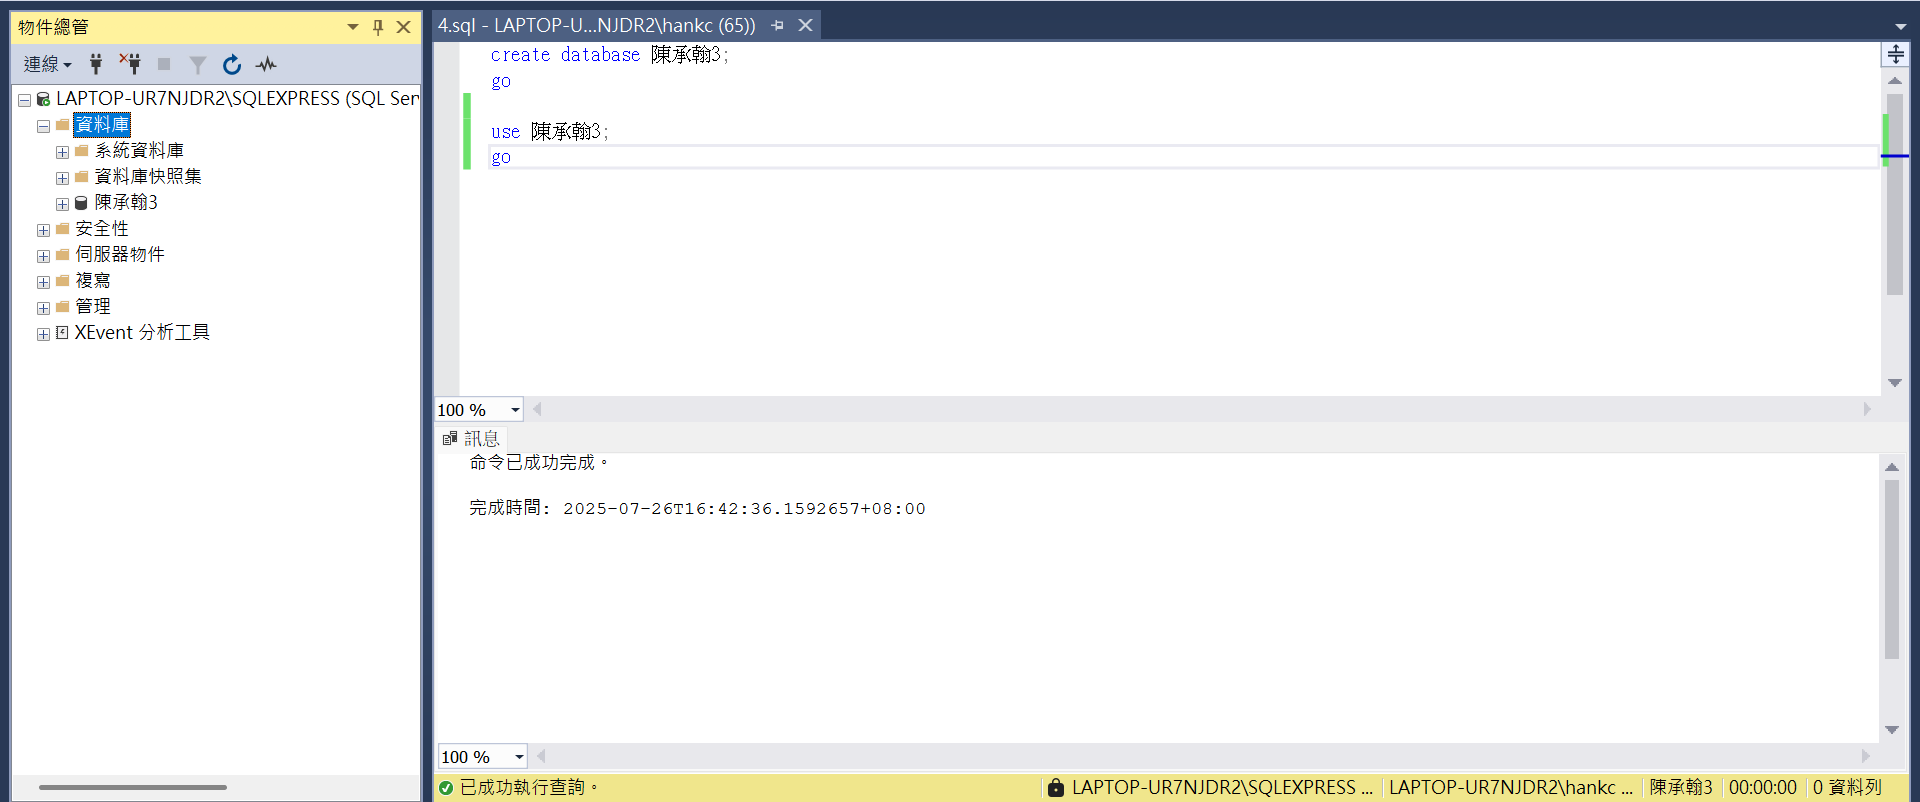 物件總管
連線
LAPTOP-UR7NJDR2\SQLEXPRESS (SQL Ser
資料庫
系統資料庫
資料庫快照集
陳承翰3
安全性
伺服器物件
複寫
管理
XEvent 分析工具
4.sql - LAPTOP-U...NJDR2\hankc (65))
create database 陳承翰3;
go
use 陳承翰3;
go
100 %
訊息
命令已成功完成。
完成時間: 2025-07-26T16:42:36.1592657+08:00
100 %
已成功執行查詢。
LAPTOP-UR7NJDR2\SQLEXPRESS ...
LAPTOP-UR7NJDR2\hankc ...
陳承翰3
00:00:00
0 資料列